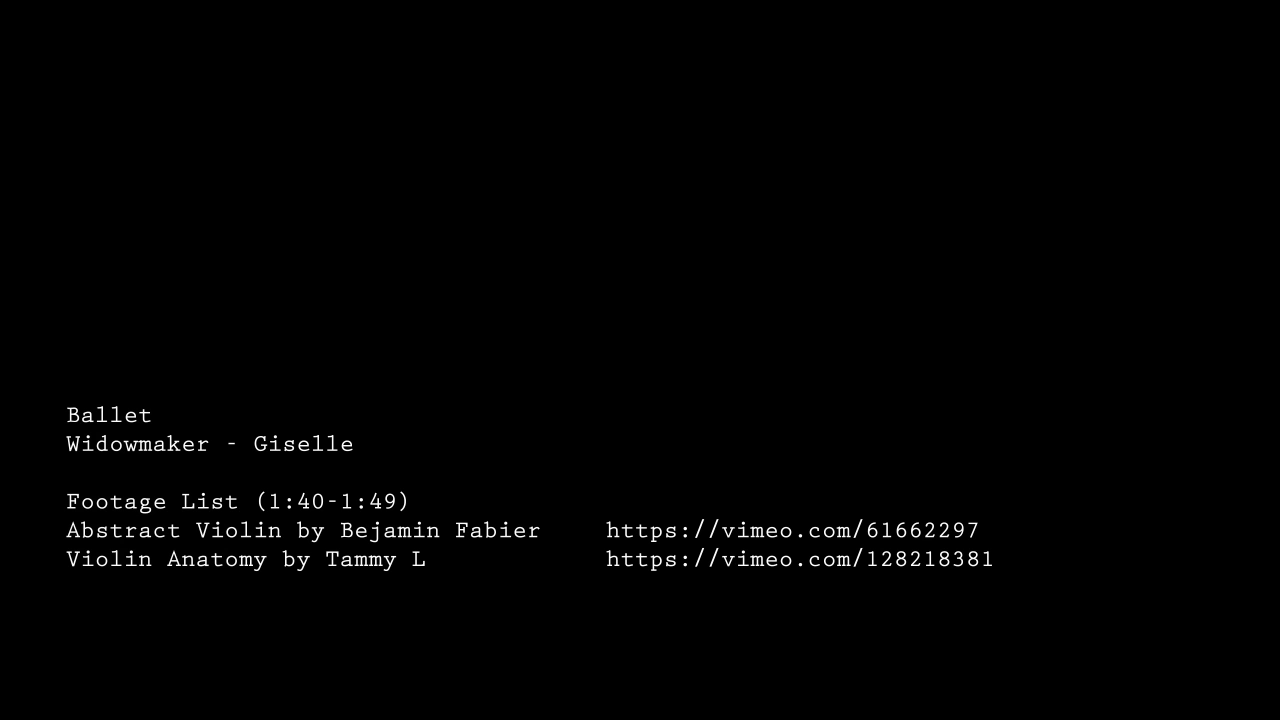 Ballet
Widowmaker - Giselle
Footage List (1:40-1:49)
Abstract Violin by Bejamin Fabier https://vimeo.com/61662297
Violin Anatomy by Tammy L https://vimeo.com/128218381